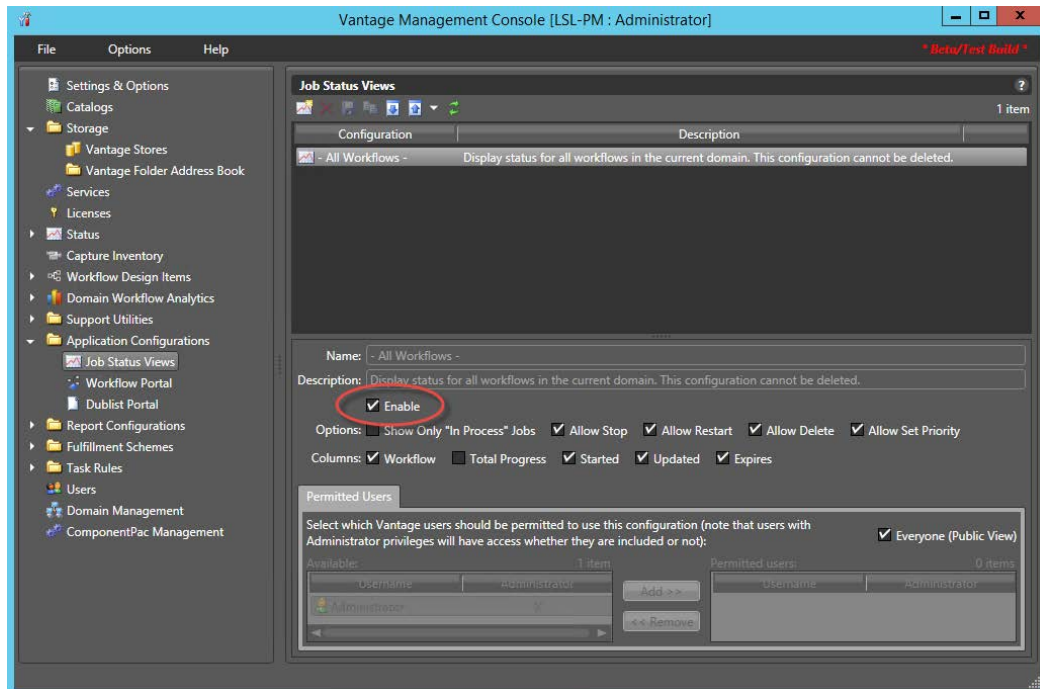 Vantage Management Console [LSL-PM : Administrator]
File Options Help * Beta/Test Build *
Settings & Options
Catalogs
Storage
Vantage Stores
Vantage Folder Address Book
Services
Licenses
Status
Capture Inventory
Workflow Design Items
Domain Workflow Analytics
Support Utilities
Application Configurations
Job Status Views
Workflow Portal
Dublist Portal
Report Configurations
Fulfillment Schemes
Task Rules
Users
Domain Management
ComponentPac Management
Job Status Views ?
1 item
Configuration Description
- All Workflows - Display status for all workflows in the current domain. This configuration cannot be deleted.
Name: - All Workflows -
Description: Display status for all workflows in the current domain. This configuration cannot be deleted.
Enable
Options: Show Only "In Process" Jobs Allow Stop Allow Restart Allow Delete Allow Set Priority
Columns: Workflow Total Progress Started Updated Expires
Permitted Users
Select which Vantage users should be permitted to use this configuration (note that users with
Administrator privileges will have access whether they are included or not):
Everyone (Public View)
Available: 1 item Permitted users: 0 items
Username Administrator Username Administrator
Administrator
Add >>
<< Remove